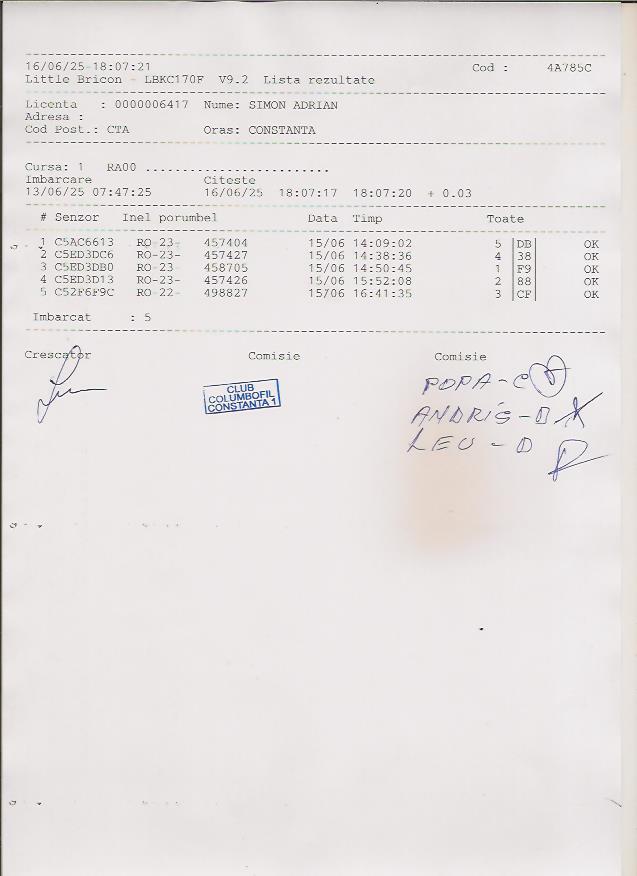 16/06/25-18:07:21 Cod : 4A785C
Little Bricon - LBKC170F V9.2 Lista rezultate
Licenta : 0000006417 Nume: SIMON ADRIAN
Adresa :
Cod Post.: CTA Oras: CONSTANTA
Cursa: 1 RA00 .........................
Imbarcare Citeste
13/06/25 07:47:25 16/06/25 18:07:17 18:07:20 + 0.03
# Senzor Inel porumbel Data Timp Toate
1 C5AC6613 RO-23- 457404 15/06 14:09:02 5 |DB| OK
2 C5ED3DC6 RO-23- 457427 15/06 14:38:36 4 |38| OK
3 C5ED3DB0 RO-23 458705 15/06 14:50:45 1 |F9| OK
4 C5ED3D13 RO-23- 457426 15/06 15:52:08 2 |88| OK
5 C52F6F9C RO-22- 498827 15/06 16:41:35 3 |CF| OK
Imbarcat : 5
Crescator Comisie Comisie
POPA-C
CLUB
COLUMBOFIL
CONSTANTA 1
ANDRIS-D
LEU-D